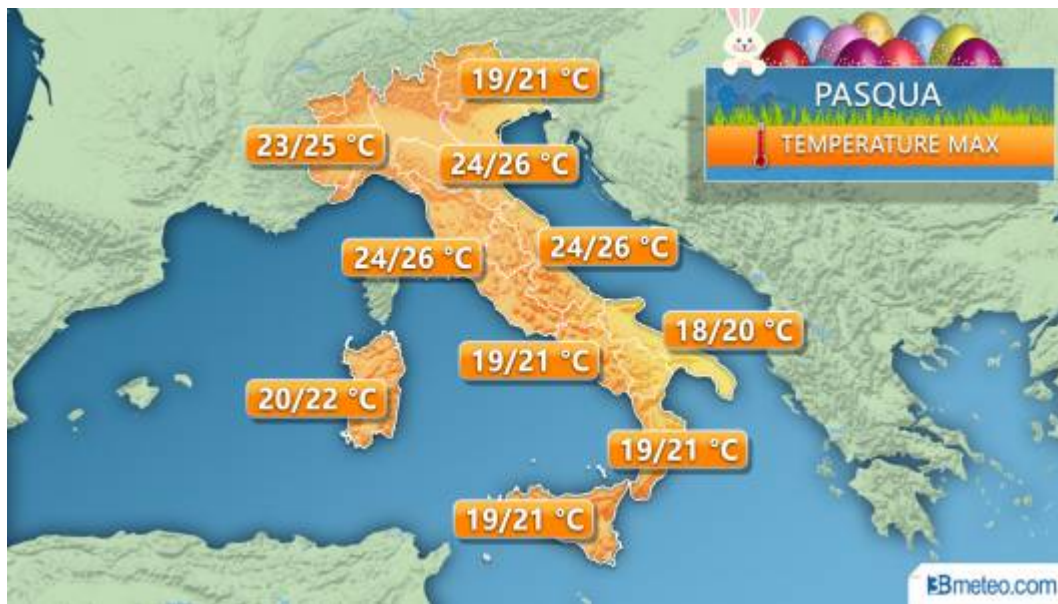 PASQUA
TEMPERATURE MAX
19/21 °C
23/25 °C
24/26 °C
24/26 °C
24/26 °C
18/20 °C
19/21 °C
20/22 °C
19/21 °C
19/21 °C
3Bmeteo.com